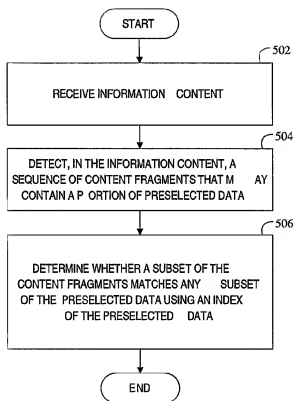 START
502
RECEIVE INFORMATION CONTENT
504
DETECT, IN THE INFORMATION CONTENT, A
SEQUENCE OF CONTENT FRAGMENTS THAT M AY
CONTAIN A P ORTION OF PRESELECTED DATA
506
DETERMINE WHETHER A SUBSET OF THE
CONTENT FRAGMENTS MATCHES ANY SUBSET
OF THE PRESELECTED DATA USING AN INDEX
OF THE PRESELECTED DATA
END